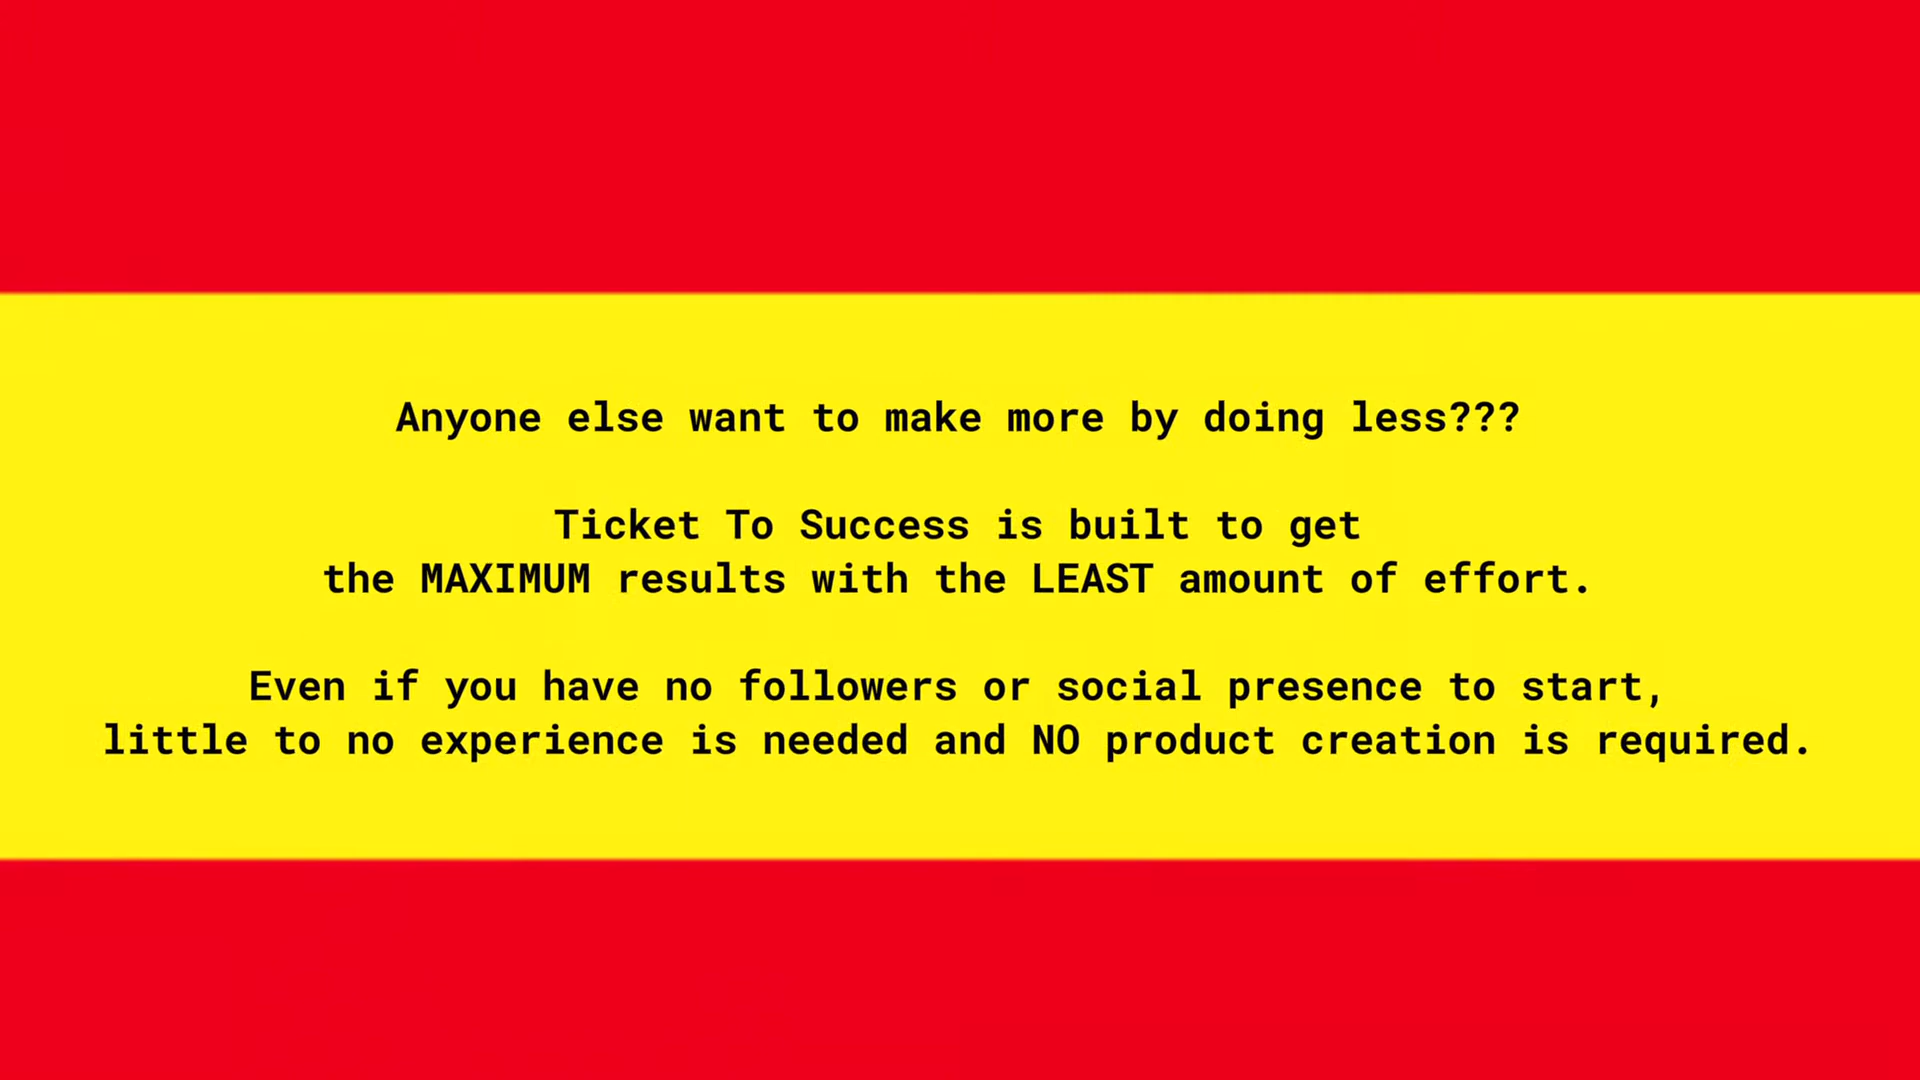 Anyone else want to make more by doing less???
Ticket To Success is built to get
the MAXIMUM results with the LEAST amount of effort.
Even if you have no followers or social presence to start,
little to no experience is needed and NO product creation is required.